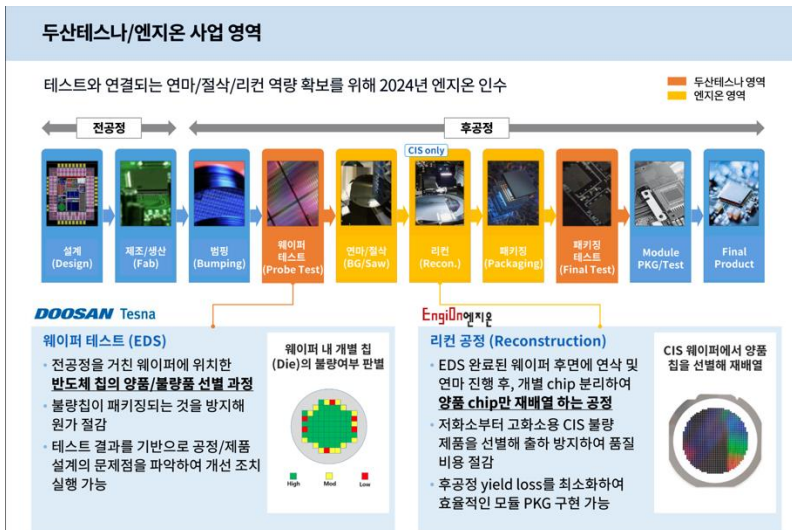 두산테스나/엔지온 사업 영역
테스트와 연결되는 연마/절삭/리컨 역량 확보를 위해 2024년 엔지온 인수
두산테스나 영역
엔지온 영역
전공정
후공정
CIS only
설계
(Design)
제조/생산
(Fab)
범핑
(Bumping)
웨이퍼
테스트
(Probe Test)
연마/절삭
(BG/Saw)
리컨
(Recon.)
패키징
(Packaging)
패키징
테스트
(Final Test)
Module
PKG/Test
Final
Product
DOOSAN Tesna
웨이퍼 테스트 (EDS)
· 전공정을 거친 웨이퍼에 위치한
반도체 칩의 양품/불량품 선별 과정
· 불량칩이 패키징되는 것을 방지해
원가 절감
· 테스트 결과를 기반으로 공정/제품
설계의 문제점을 파악하여 개선 조치
실행 가능
웨이퍼 내 개별 칩
(Die)의 불량여부 판별
High
Mod
Low
EngiOn엔지온
리컨 공정 (Reconstruction)
· EDS 완료된 웨이퍼 후면에 연삭 및
연마 진행 후, 개별 chip 분리하여
양품 chip만 재배열 하는 공정
· 저화소부터 고화소용 CIS 불량
제품을 선별해 출하 방지하여 품질
비용 절감
· 후공정 yield loss를 최소화하여
효율적인 모듈 PKG 구현 가능
CIS 웨이퍼에서 양품
칩을 선별해 재배열